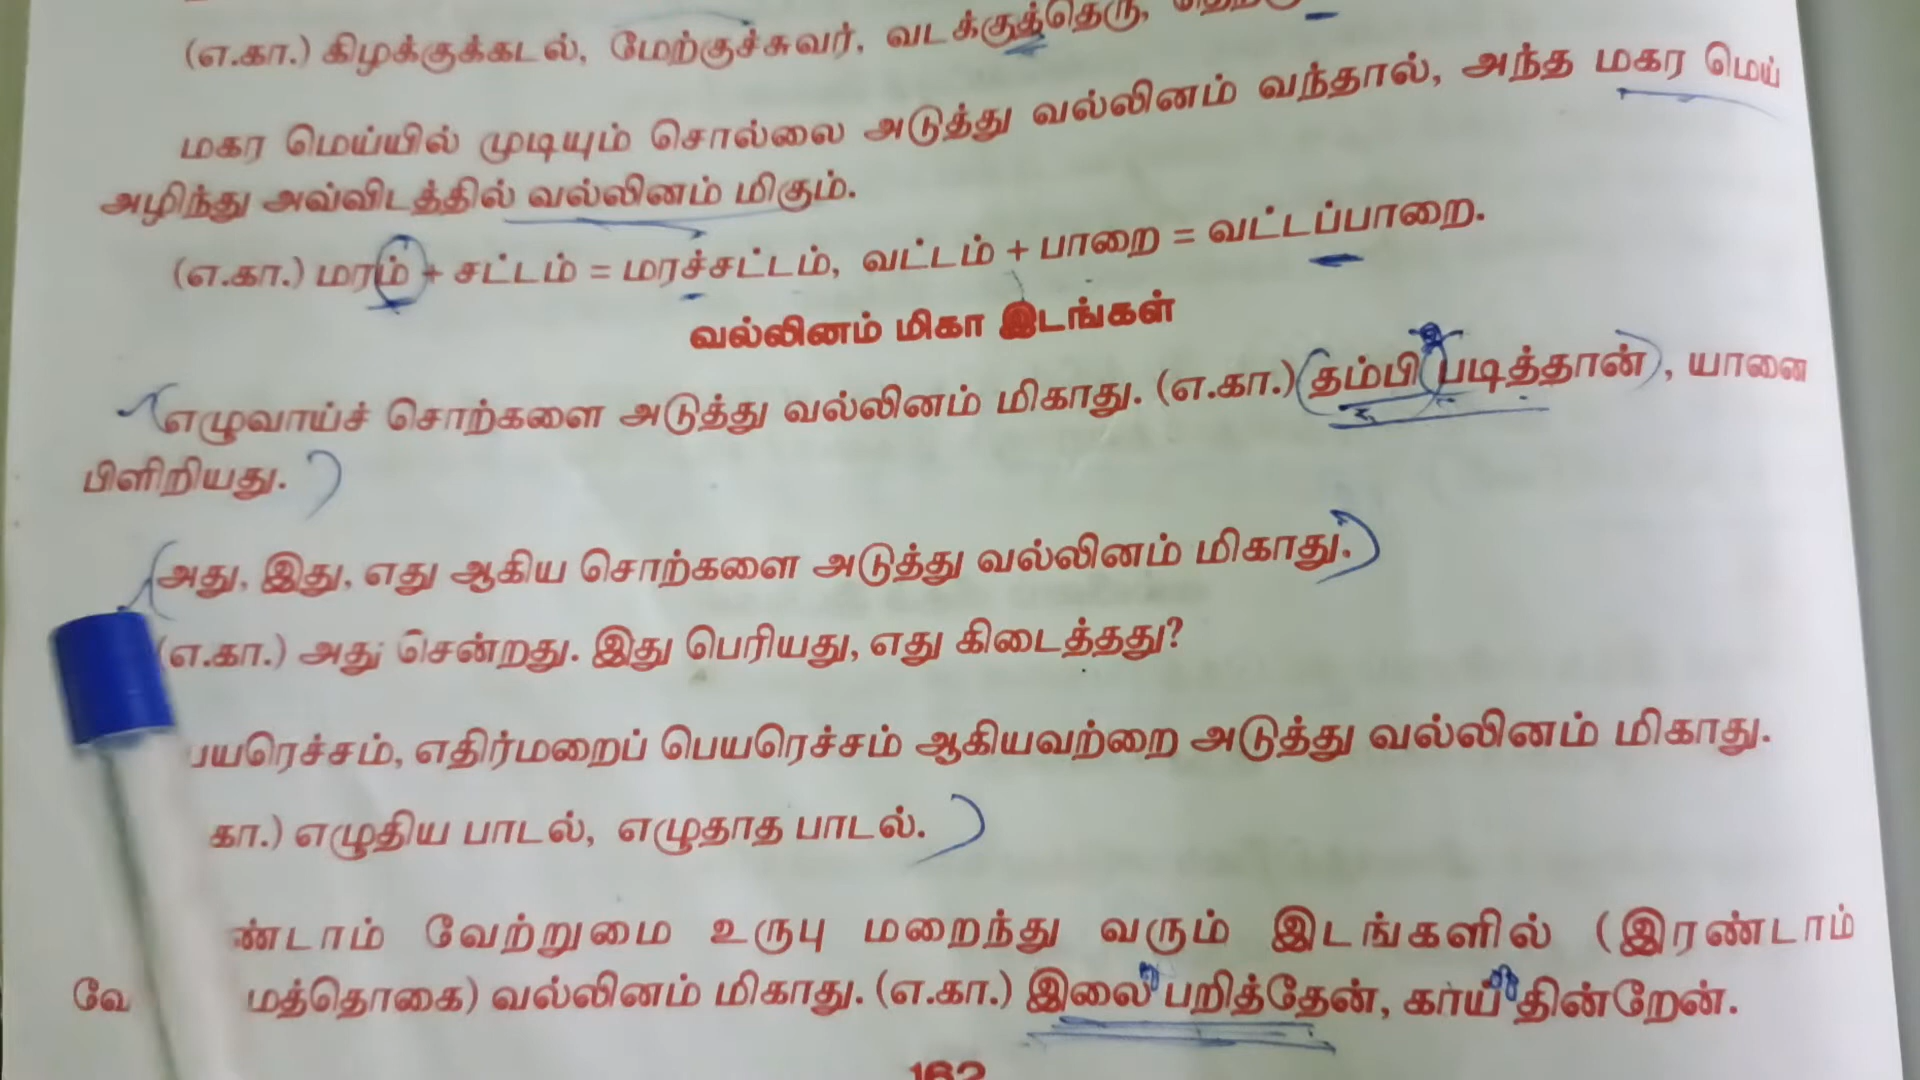 (எ.கா.) கிழக்குக்கடல், மேற்குச்சுவர், வடக்குத்தெரு,
மகர மெய்யில் முடியும் சொல்லை அடுத்து வல்லினம் வந்தால், அந்த மகர மெய்
அழிந்து அவ்விடத்தில் வல்லினம் மிகும்.
(எ.கா.) மரம் + சட்டம் = மரச்சட்டம், வட்டம் + பாறை = வட்டப்பாறை.
வல்லினம் மிகா இடங்கள்
எழுவாய்ச் சொற்களை அடுத்து வல்லினம் மிகாது. (எ.கா.) தம்பி படித்தான், யானை
பிளிறியது.
அது, இது, எது ஆகிய சொற்களை அடுத்து வல்லினம் மிகாது.
(எ.கா.) அது சென்றது. இது பெரியது, எது கிடைத்தது?
பயரெச்சம், எதிர்மறைப் பெயரெச்சம் ஆகியவற்றை அடுத்து வல்லினம் மிகாது.
கா.) எழுதிய பாடல், எழுதாத பாடல்.
ண்டாம் வேற்றுமை உருபு மறைந்து வரும் இடங்களில் (இரண்டாம்
வே மத்தொகை) வல்லினம் மிகாது. (எ.கா.) இலை பறித்தேன், காய் தின்றேன்.
162